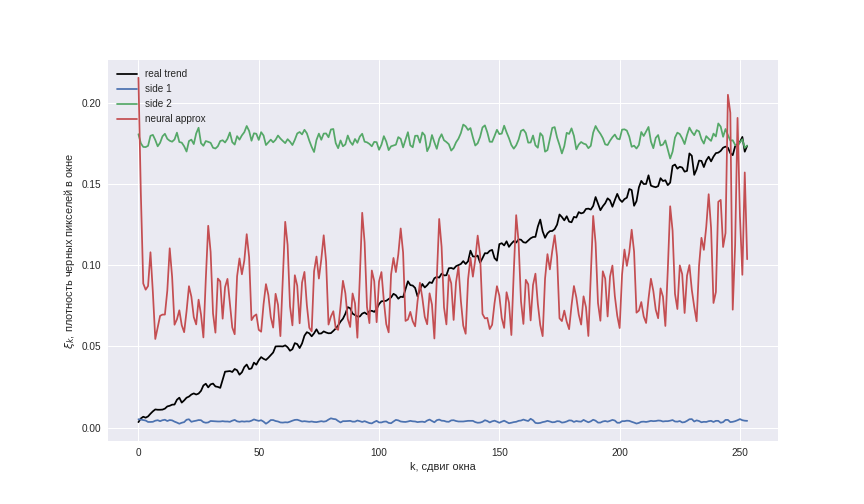 real trend
side 1
side 2
neural approx
0.20
0.15
0.10
0.05
0.00
ξk, плотность черных пикселей в окне
0 50 100 150 200 250
k, сдвиг окна